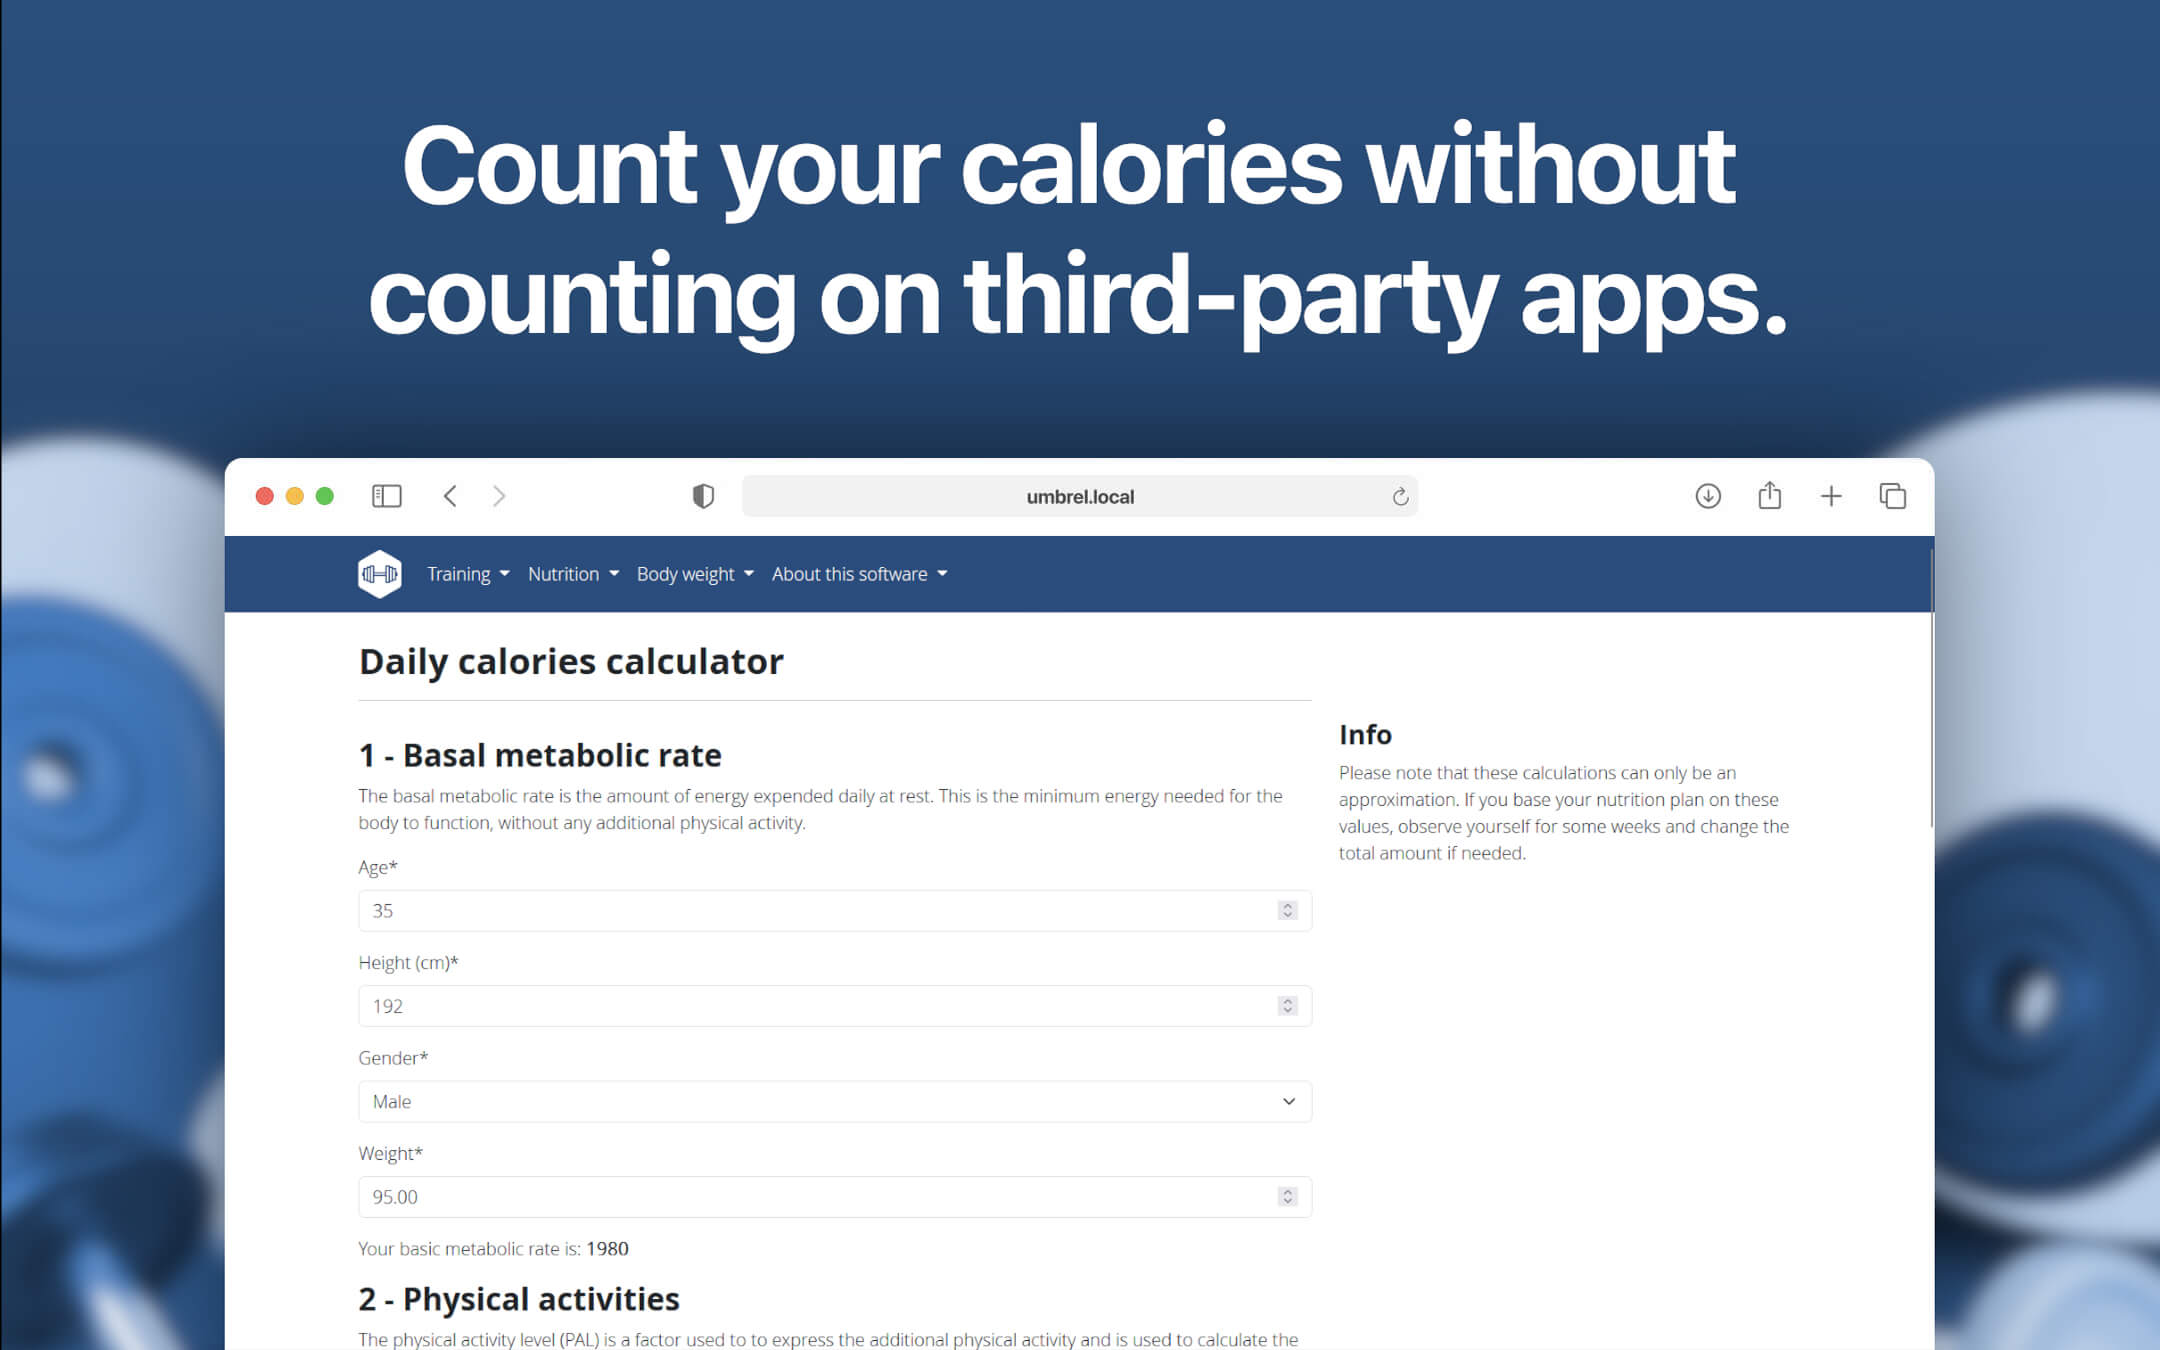 Count your calories without
counting on third-party apps.
umbrel.local
Training Nutrition Body weight About this software
Daily calories calculator
1 - Basal metabolic rate
The basal metabolic rate is the amount of energy expended daily at rest. This is the minimum energy needed for the
body to function, without any additional physical activity.
Age*
35
Height (cm)*
192
Gender*
Male
Weight*
95.00
Your basic metabolic rate is: 1980
2 - Physical activities
The physical activity level (PAL) is a factor used to to express the additional physical activity and is used to calculate the
Info
Please note that these calculations can only be an
approximation. If you base your nutrition plan on these
values, observe yourself for some weeks and change the
total amount if needed.